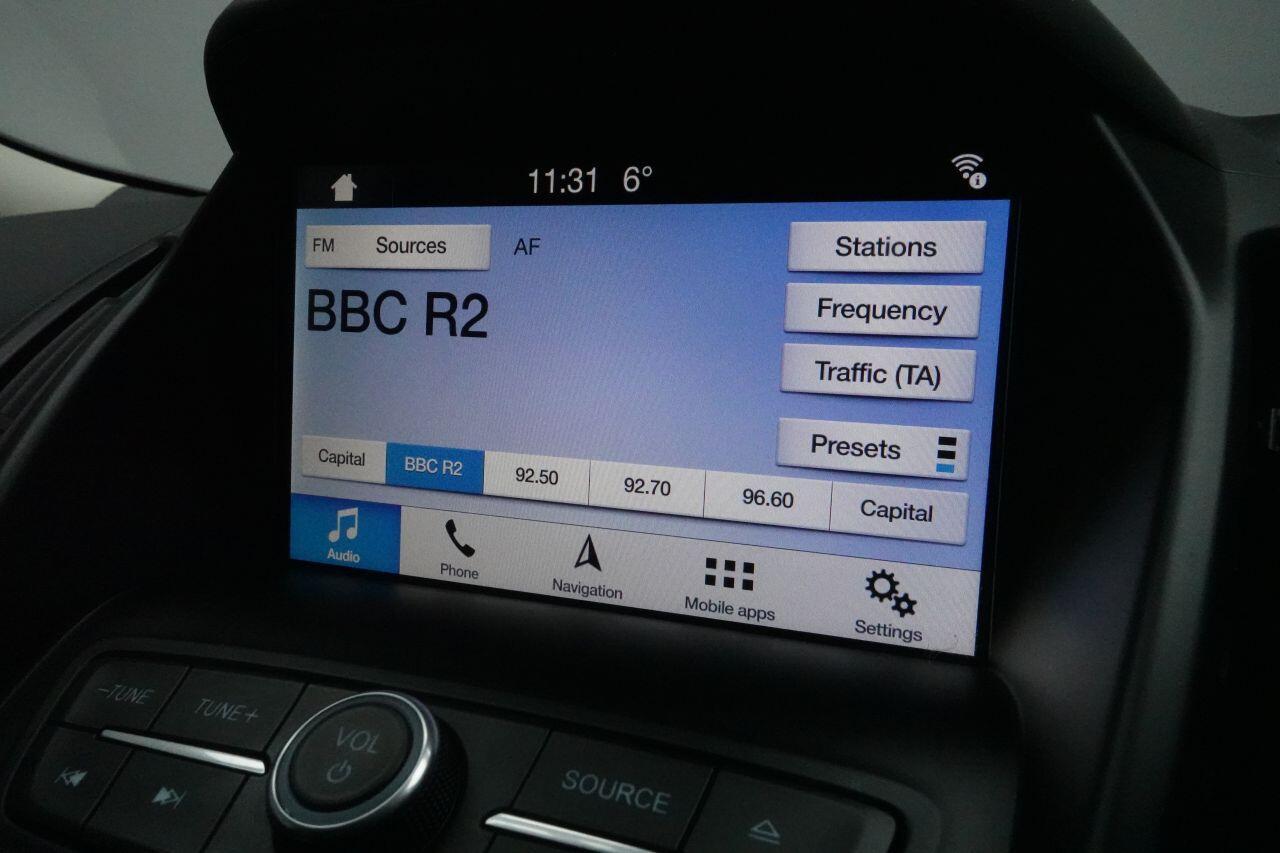 11:31 6°
FM Sources AF
Stations
BBC R2
Frequency
Traffic (TA)
Presets
Capital BBC R2 92.50 92.70 96.60 Capital
Audio Phone Navigation Mobile apps Settings
-TUNE TUNE+
VOL
SOURCE